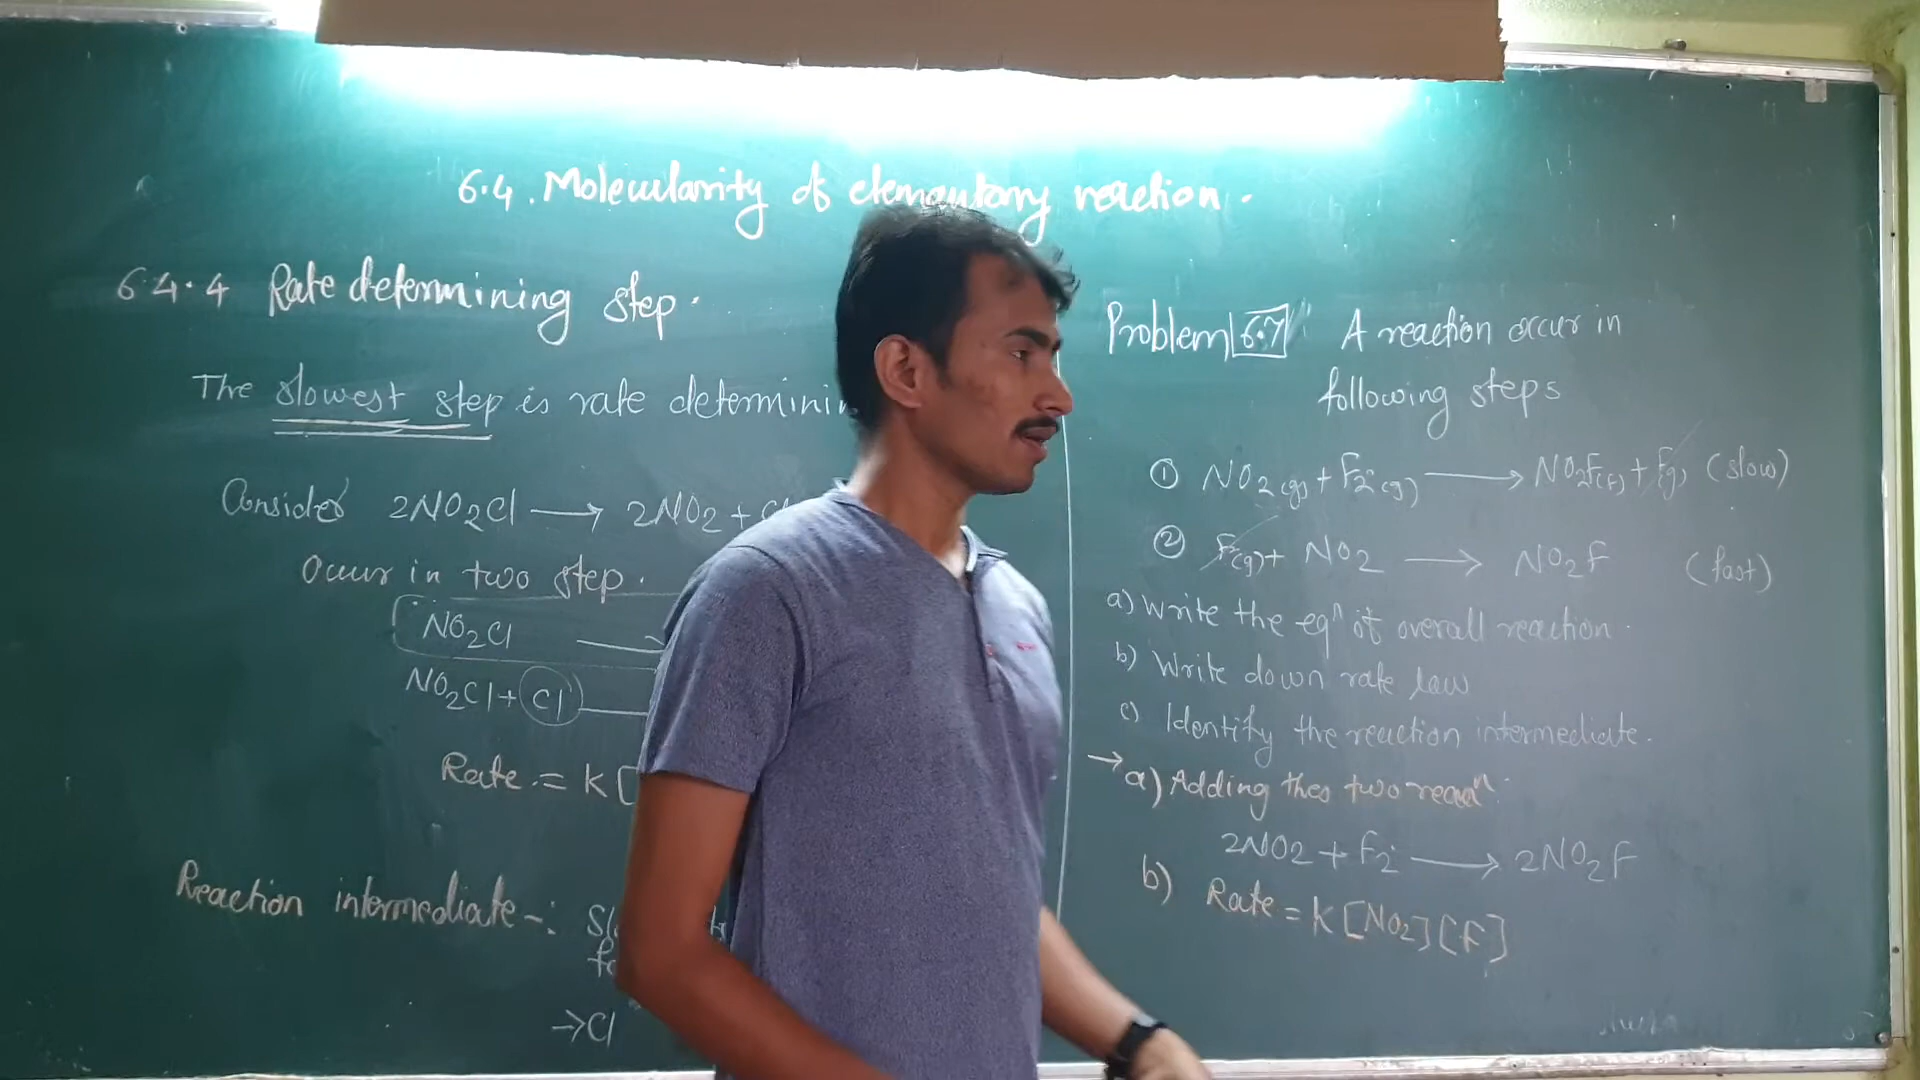 6.4. Molecularity of elementary reaction.
6.4.4 Rate determining step.
The slowest step is rate determinin
Consider 2NO2Cl → 2NO2 + Cl
Occur in two step.
NO2Cl →
NO2Cl + Cl
Rate = K[
Reaction intermediate -:
→ Cl
Problem 6.7 A reaction occur in
following steps
① NO2(g) + F2(g) → NO2F(g) + F(g) (slow)
② F(g) + NO2 → NO2F (fast)
a) Write the eqn of overall reaction.
b) Write down rate law
c) Identify the reaction intermediate.
→ a) Adding thes two reacn.
2NO2 + F2 → 2NO2F
b) Rate = K[NO2][F]